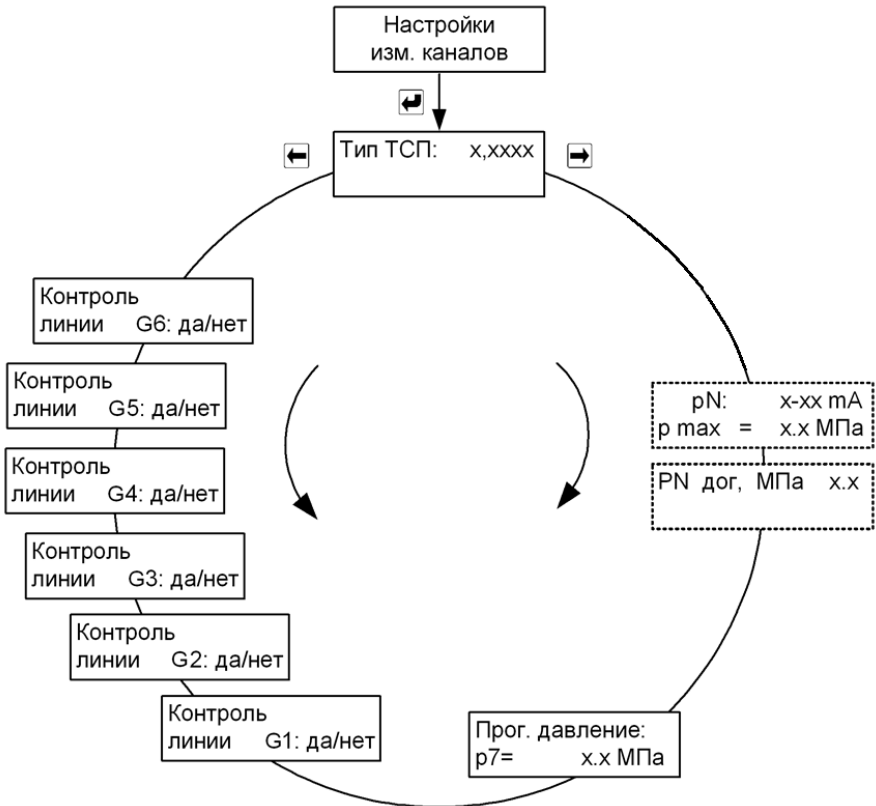 Настройки
изм. каналов
Тип ТСП: x,xxxx
Контроль
линии G6: да/нет
Контроль
линии G5: да/нет
Контроль
линии G4: да/нет
Контроль
линии G3: да/нет
Контроль
линии G2: да/нет
Контроль
линии G1: да/нет
pN: x-xx mA
p max = x.x МПа
PN дог, МПа x.x
Прог. давление:
p7= x.x МПа